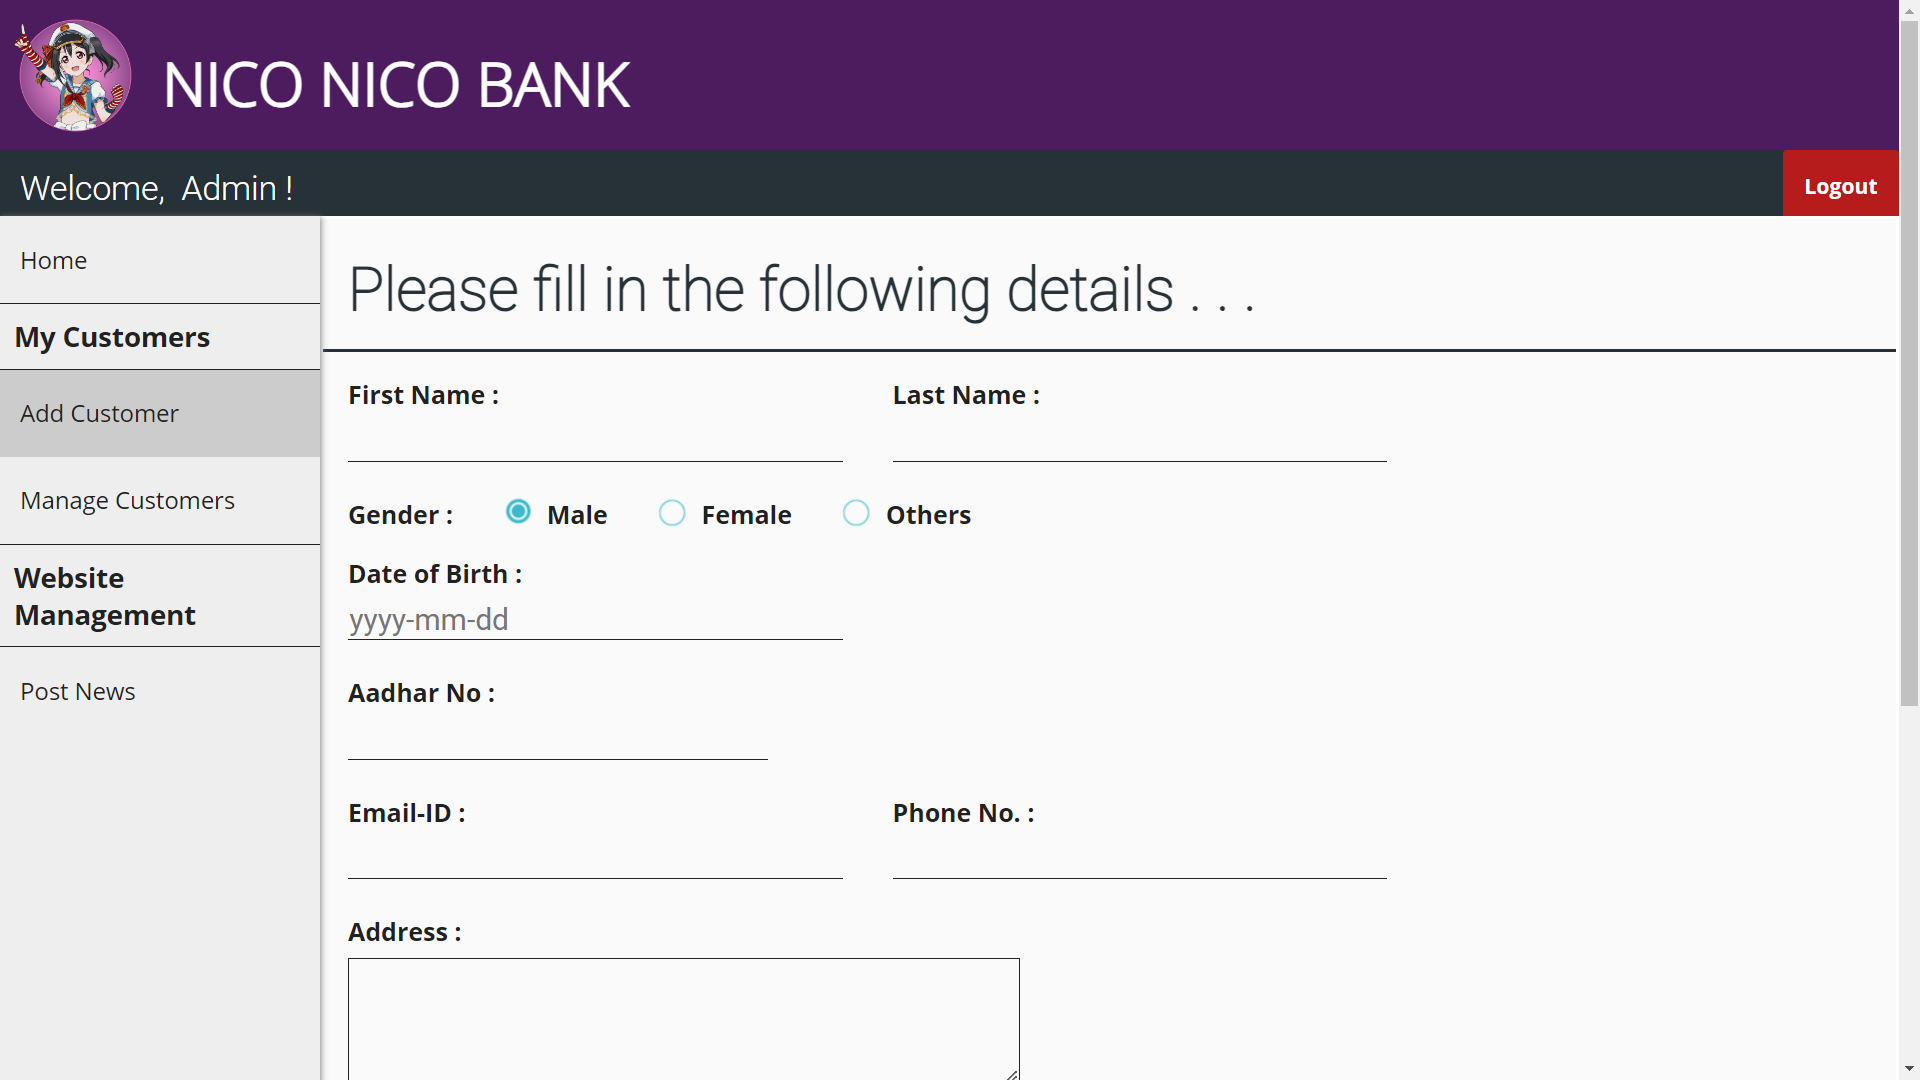 NICO NICO BANK
Welcome, Admin !
Logout
Home
My Customers
Add Customer
Manage Customers
Website
Management
Post News
Please fill in the following details . . .
First Name :
Last Name :
Gender : Male Female Others
Date of Birth :
yyyy-mm-dd
Aadhar No :
Email-ID :
Phone No. :
Address :